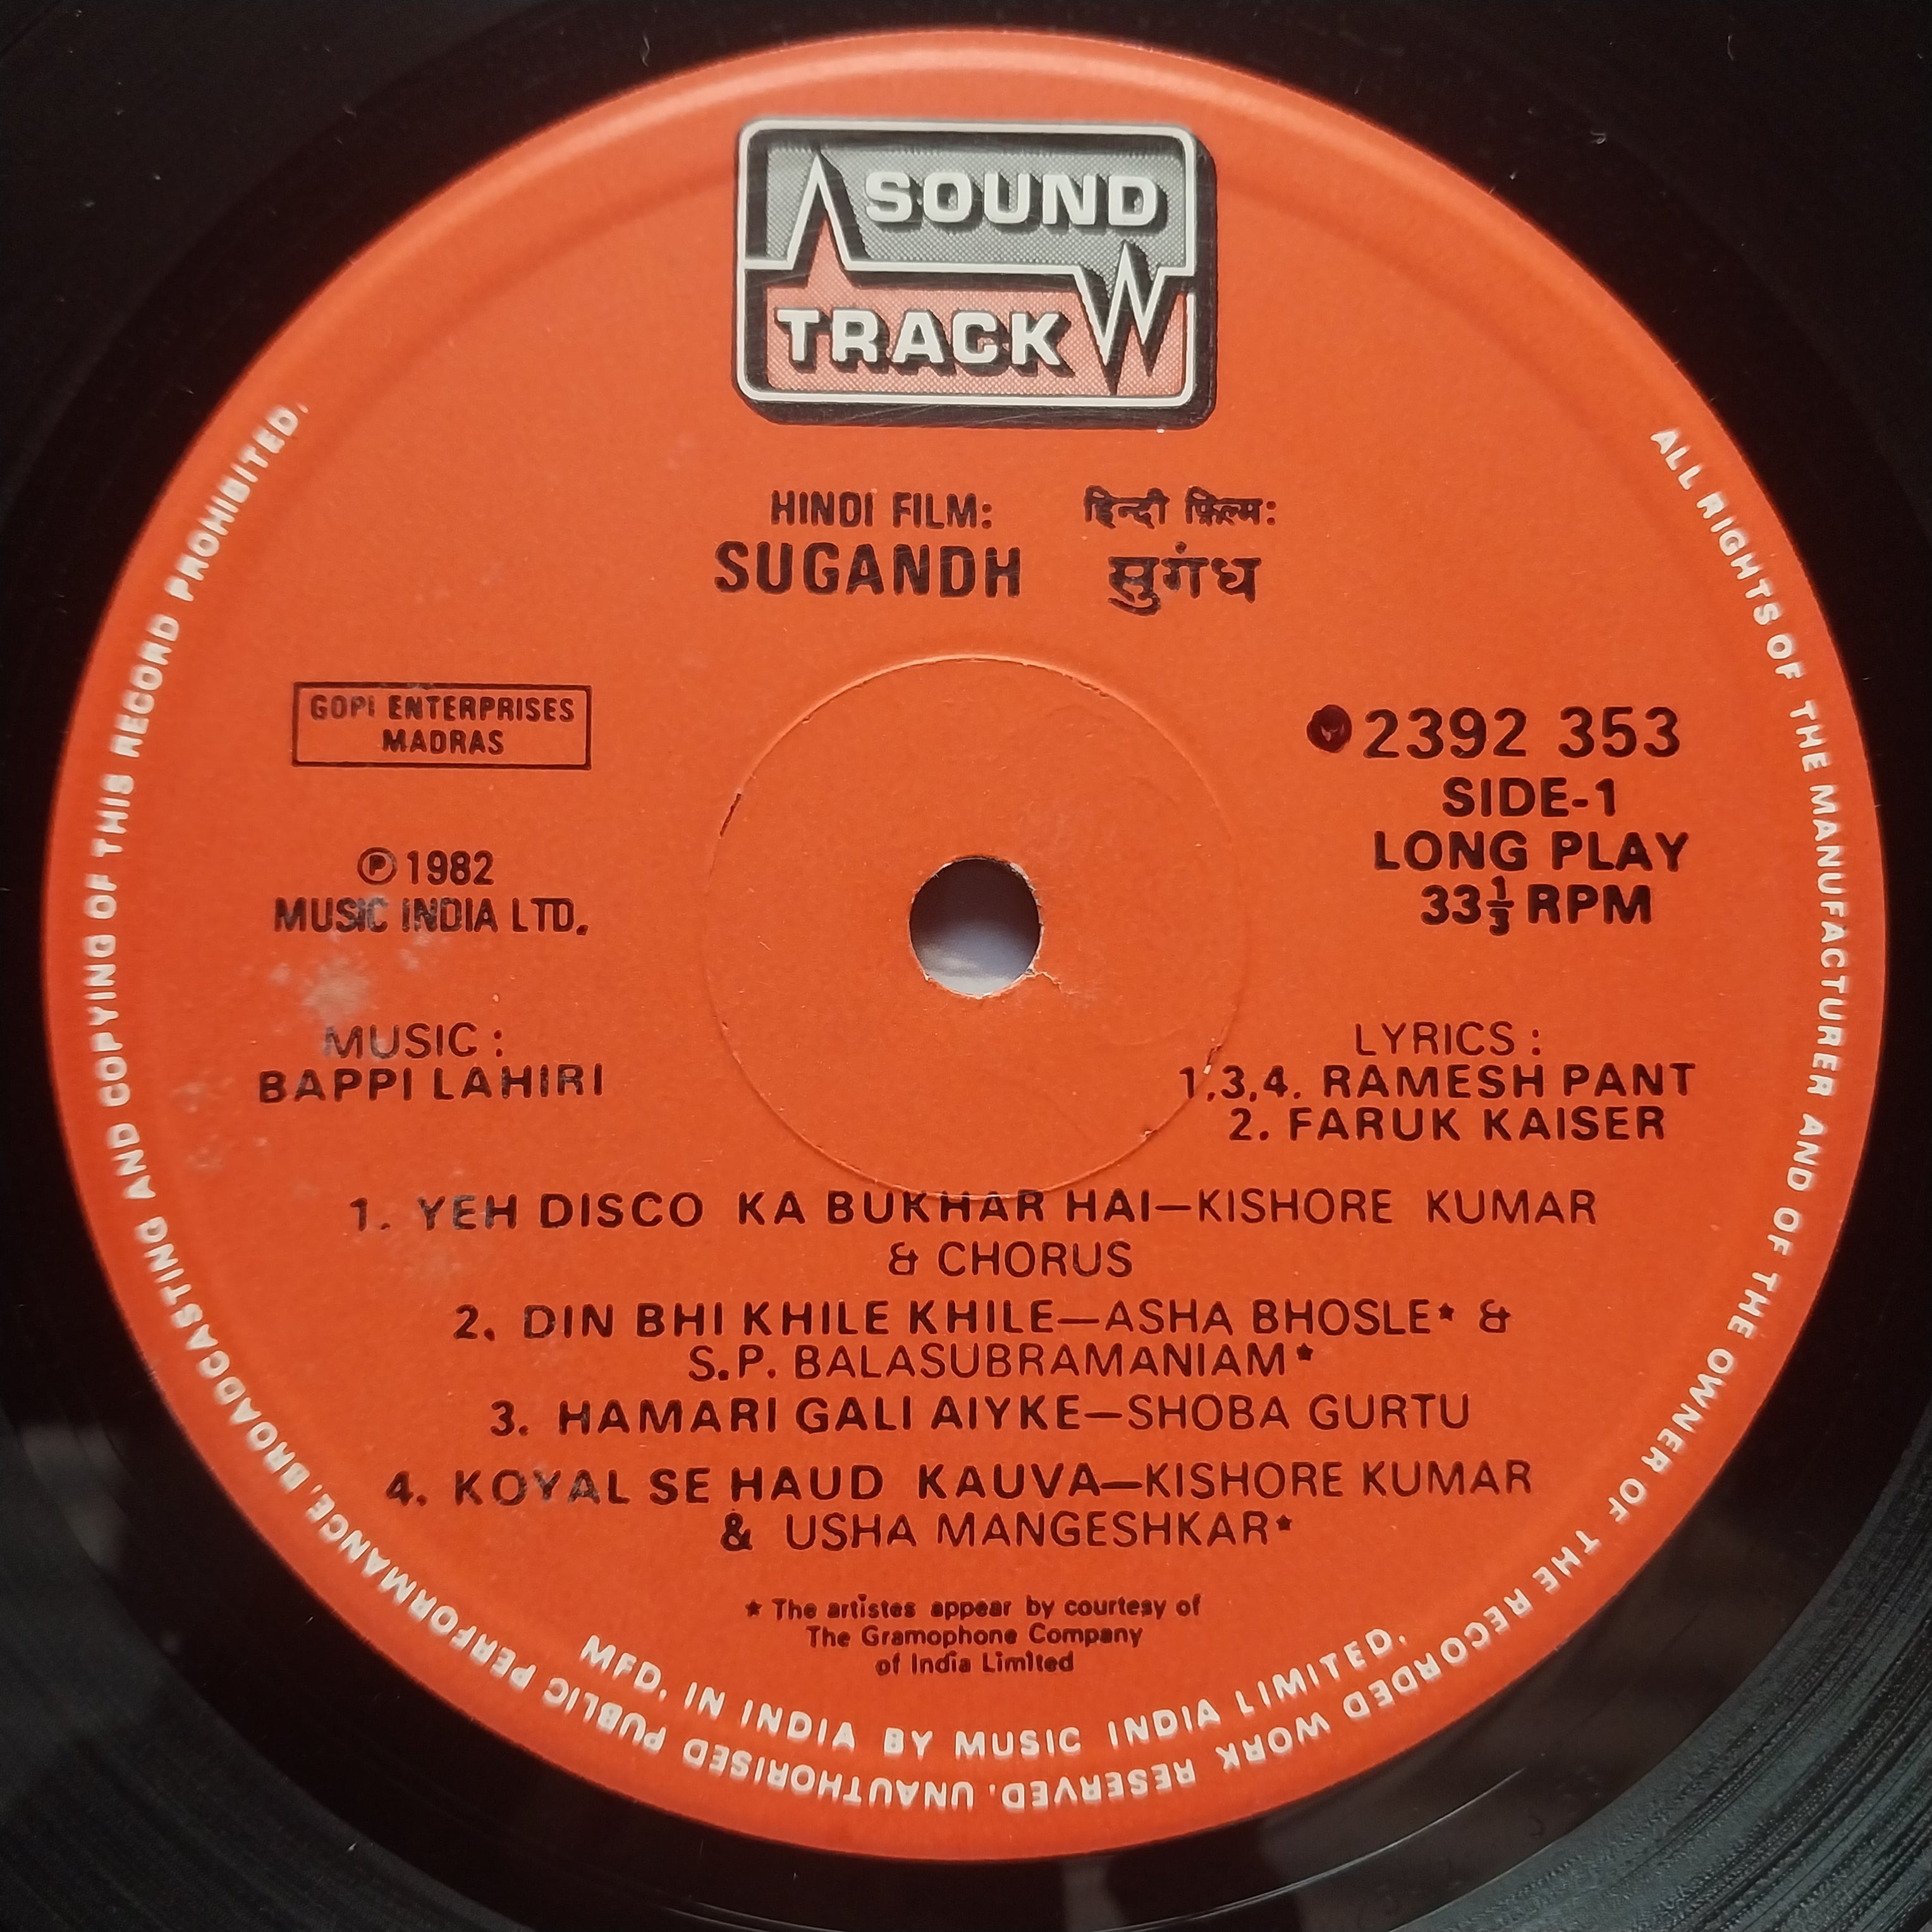 SOUND
TRACK
HINDI FILM: हिन्दी फ़िल्म:
SUGANDH सुगंध
GOPI ENTERPRISES
MADRAS
℗ 1982
MUSIC INDIA LTD.
2392 353
SIDE-1
LONG PLAY
33⅓ RPM
MUSIC :
BAPPI LAHIRI
LYRICS :
1,3,4. RAMESH PANT
2. FARUK KAISER
1. YEH DISCO KA BUKHAR HAI—KISHORE KUMAR
& CHORUS
2. DIN BHI KHILE KHILE—ASHA BHOSLE* &
S.P. BALASUBRAMANIAM*
3. HAMARI GALI AIYKE—SHOBA GURTU
4. KOYAL SE HAUD KAUVA—KISHORE KUMAR
& USHA MANGESHKAR*
* The artistes appear by courtesy of
The Gramophone Company
of India Limited
MFD. IN INDIA BY MUSIC INDIA LIMITED.
ALL RIGHTS OF THE MANUFACTURER AND OF THE OWNER OF THE RECORDED WORK RESERVED. UNAUTHORISED PUBLIC PERFORMANCE, BROADCASTING AND COPYING OF THIS RECORD PROHIBITED.